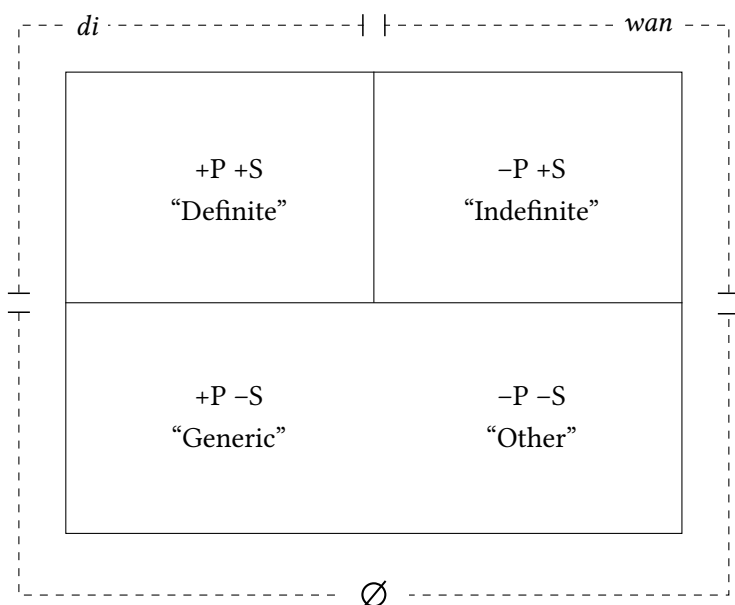 di wan
+P +S –P +S
“Definite” “Indefinite”
+P –S –P –S
“Generic” “Other”
∅